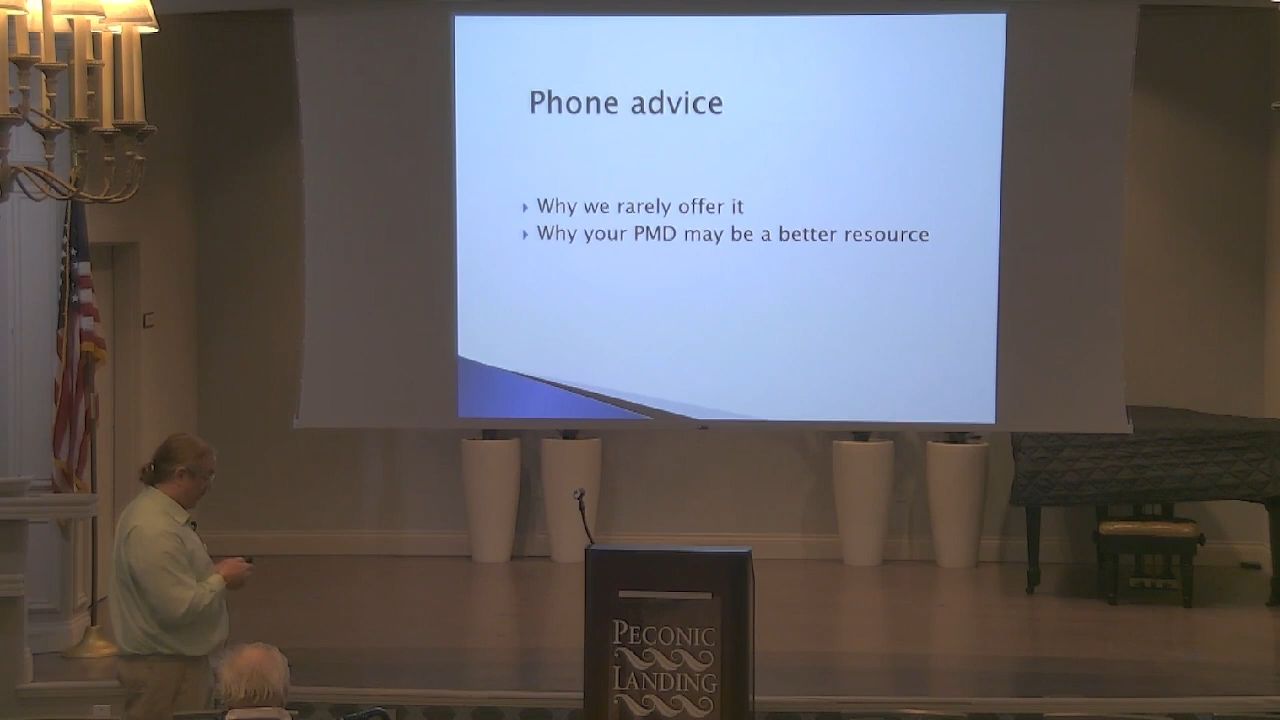 Phone advice
Why we rarely offer it
Why your PMD may be a better resource
PECONIC
LANDING